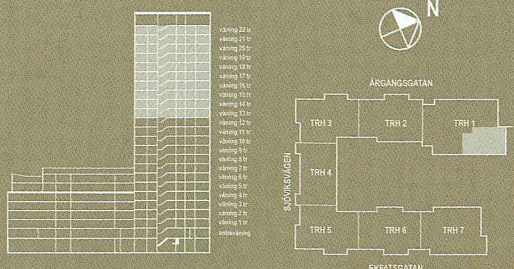 våning 22 tr
våning 21 tr
våning 20 tr
våning 19 tr
våning 18 tr
våning 17 tr
våning 16 tr
våning 15 tr
våning 14 tr
våning 13 tr
våning 12 tr
våning 11 tr
våning 10 tr
våning 9 tr
våning 8 tr
våning 7 tr
våning 6 tr
våning 5 tr
våning 4 tr
våning 3 tr
våning 2 tr
våning 1 tr
entrévåning
N
ÅRGÅNGSGATAN
TRH 3
TRH 2
TRH 1
SJÖVIKSVÄGEN
TRH 4
TRH 5
TRH 6
TRH 7